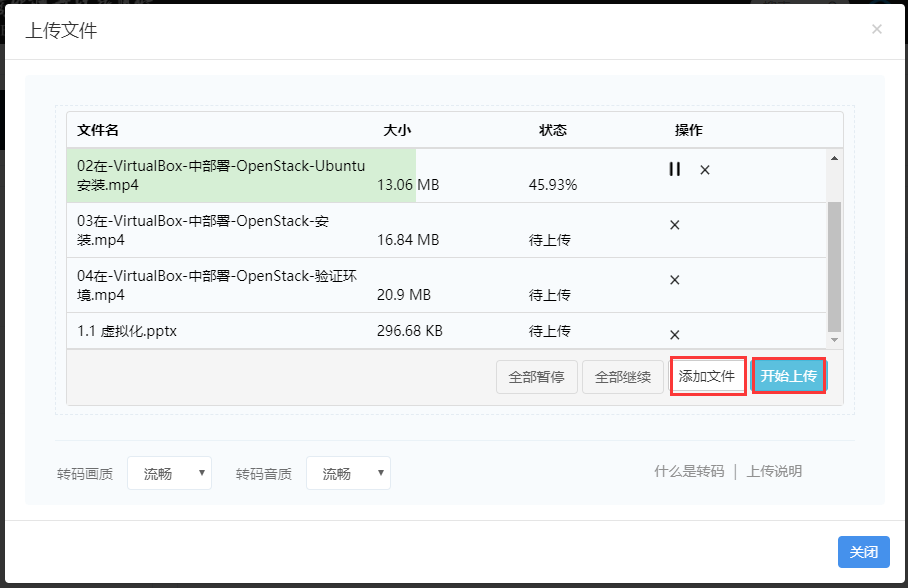 上传文件
×
文件名 大小 状态 操作
02在-VirtualBox-中部署-OpenStack-Ubuntu
安装.mp4 13.06 MB 45.93%
03在-VirtualBox-中部署-OpenStack-安
装.mp4 16.84 MB 待上传
04在-VirtualBox-中部署-OpenStack-验证环
境.mp4 20.9 MB 待上传
1.1 虚拟化.pptx 296.68 KB 待上传
全部暂停 全部继续 添加文件 开始上传
转码画质 流畅 转码音质 流畅 什么是转码 | 上传说明
关闭